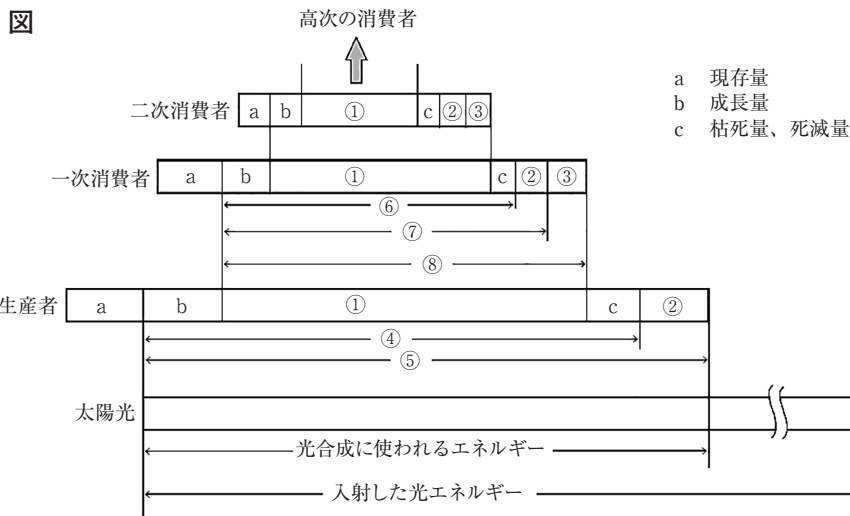 図
高次の消費者
a 現存量
b 成長量
c 枯死量、死滅量
二次消費者 a b ① c ② ③
一次消費者 a b ① c ② ③
⑥
⑦
⑧
生産者 a b ① c ②
④
⑤
太陽光
光合成に使われるエネルギー
入射した光エネルギー